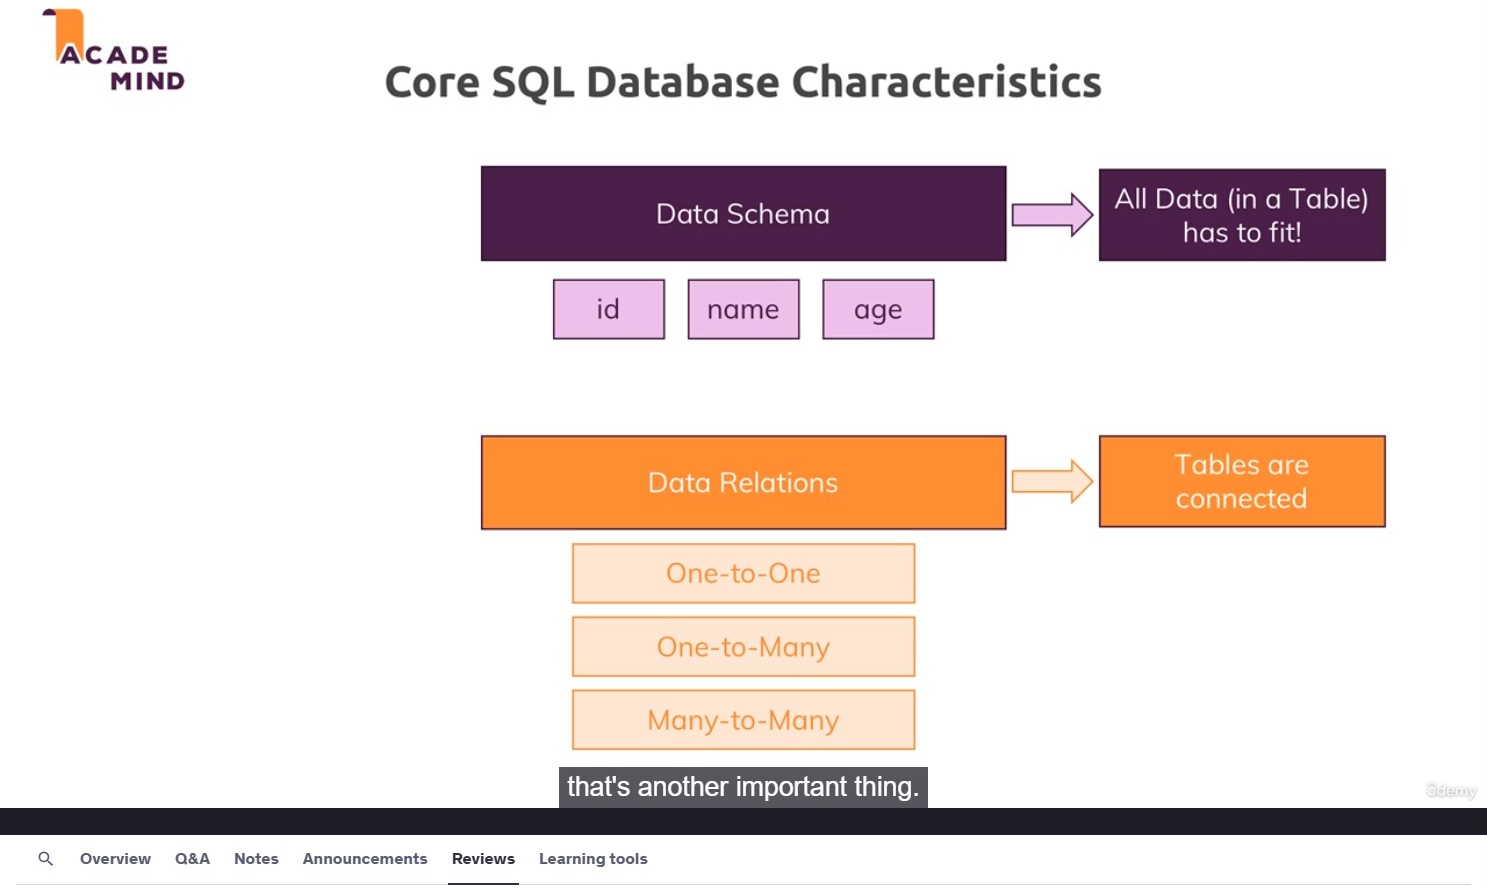 ACADE
MIND
Core SQL Database Characteristics
Data Schema
All Data (in a Table)
has to fit!
id
name
age
Data Relations
Tables are
connected
One-to-One
One-to-Many
Many-to-Many
that's another important thing.
ûdemy
Overview
Q&A
Notes
Announcements
Reviews
Learning tools